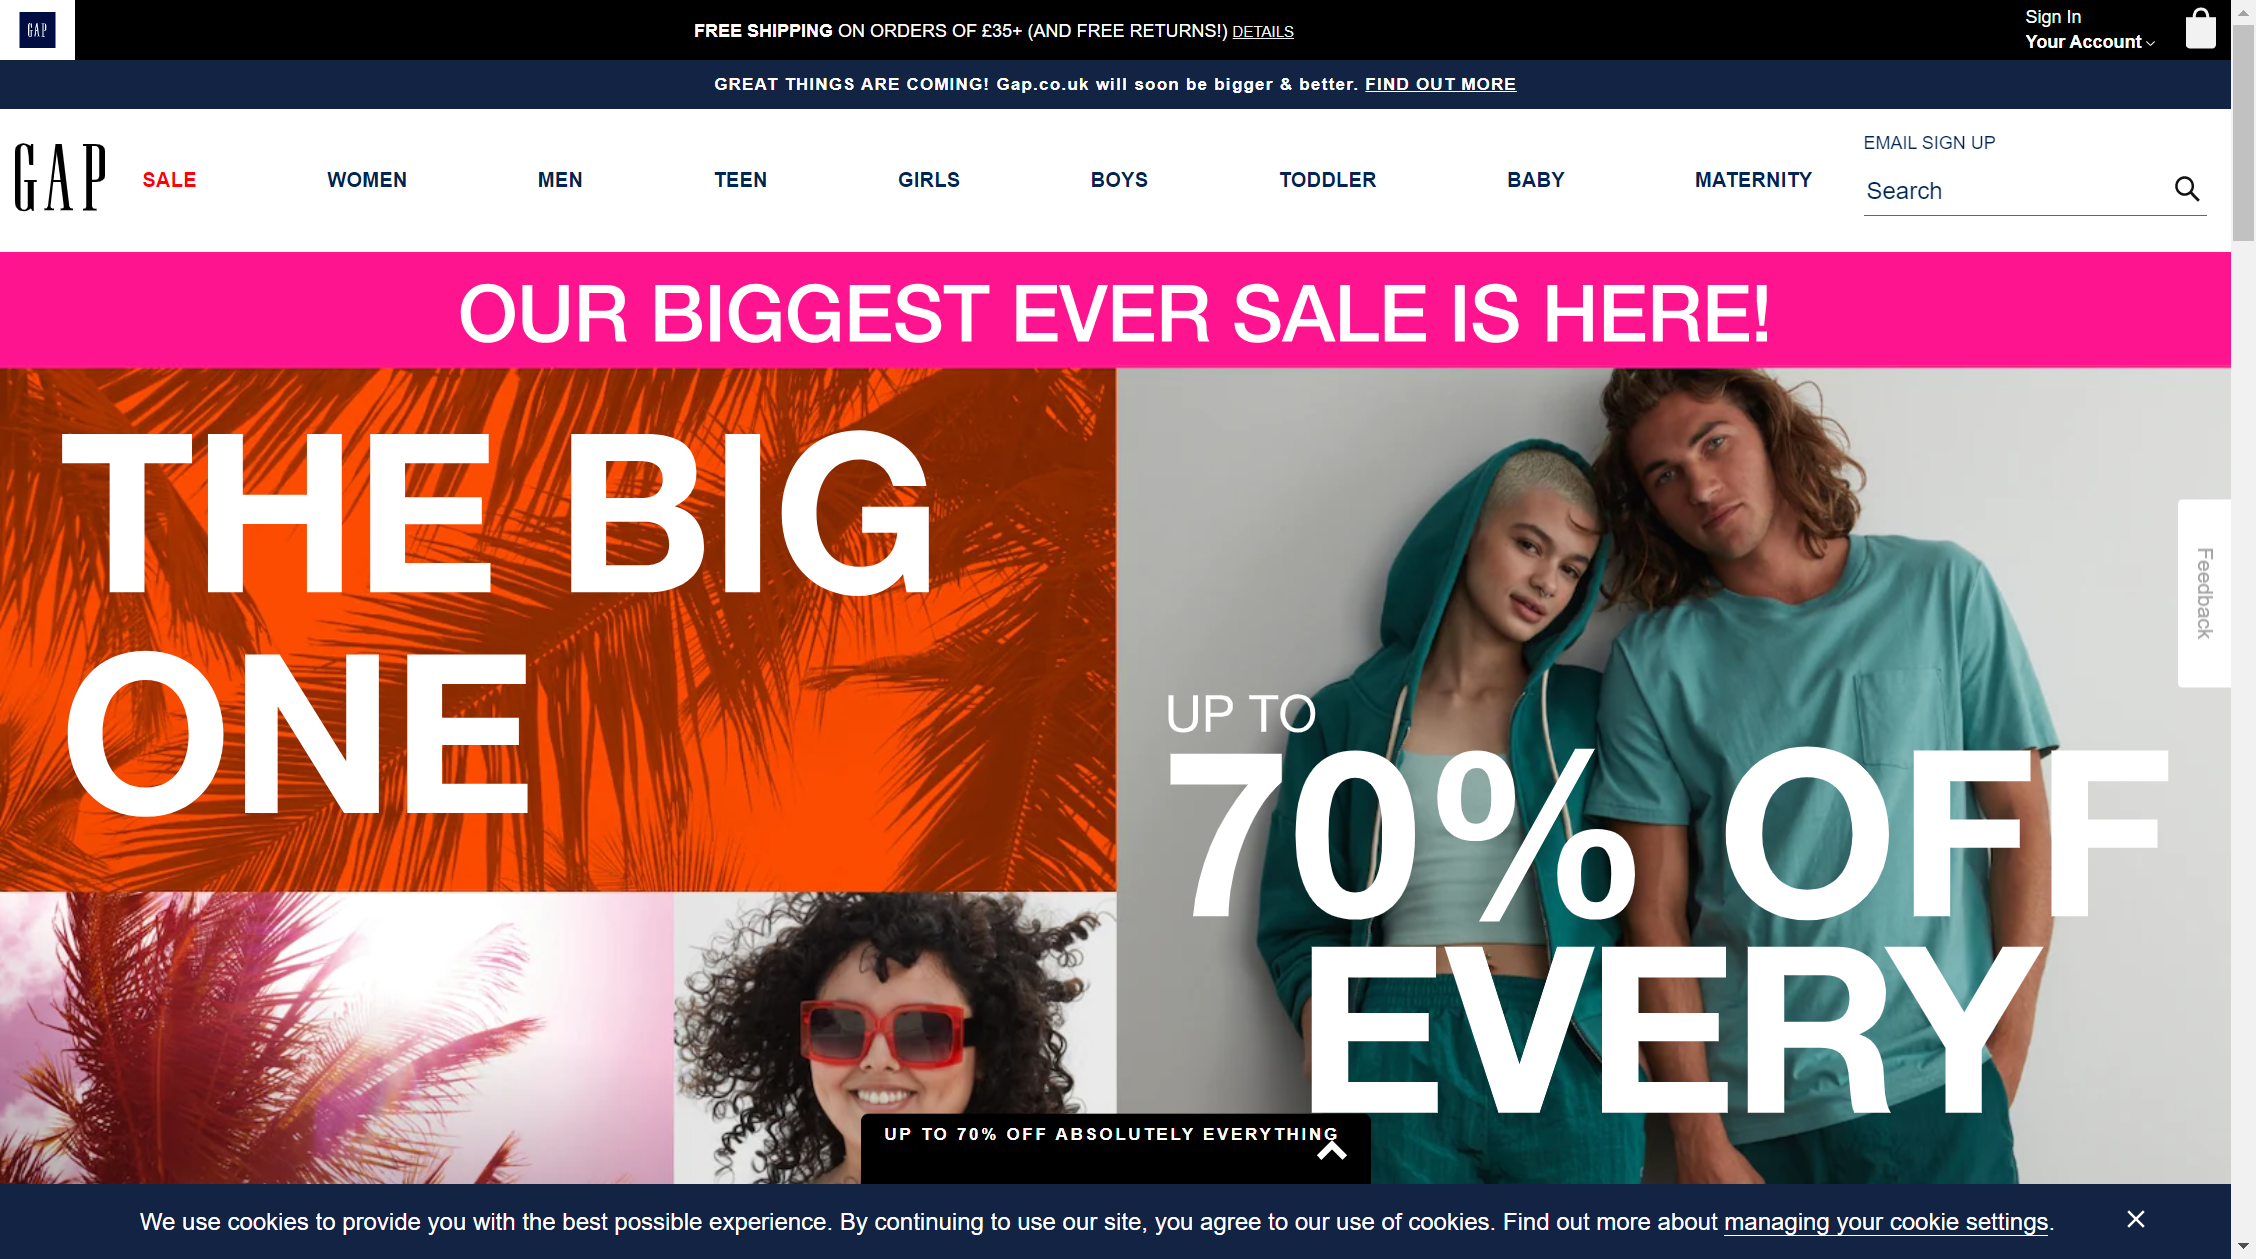 GAP
FREE SHIPPING ON ORDERS OF £35+ (AND FREE RETURNS!) DETAILS
Sign In
Your Account
GREAT THINGS ARE COMING! Gap.co.uk will soon be bigger & better. FIND OUT MORE
GAP
SALE WOMEN MEN TEEN GIRLS BOYS TODDLER BABY MATERNITY
EMAIL SIGN UP
Search
OUR BIGGEST EVER SALE IS HERE!
THE BIG
ONE
UP TO
70% OFF
EVERY
Feedback
UP TO 70% OFF ABSOLUTELY EVERYTHING
We use cookies to provide you with the best possible experience. By continuing to use our site, you agree to our use of cookies. Find out more about managing your cookie settings.